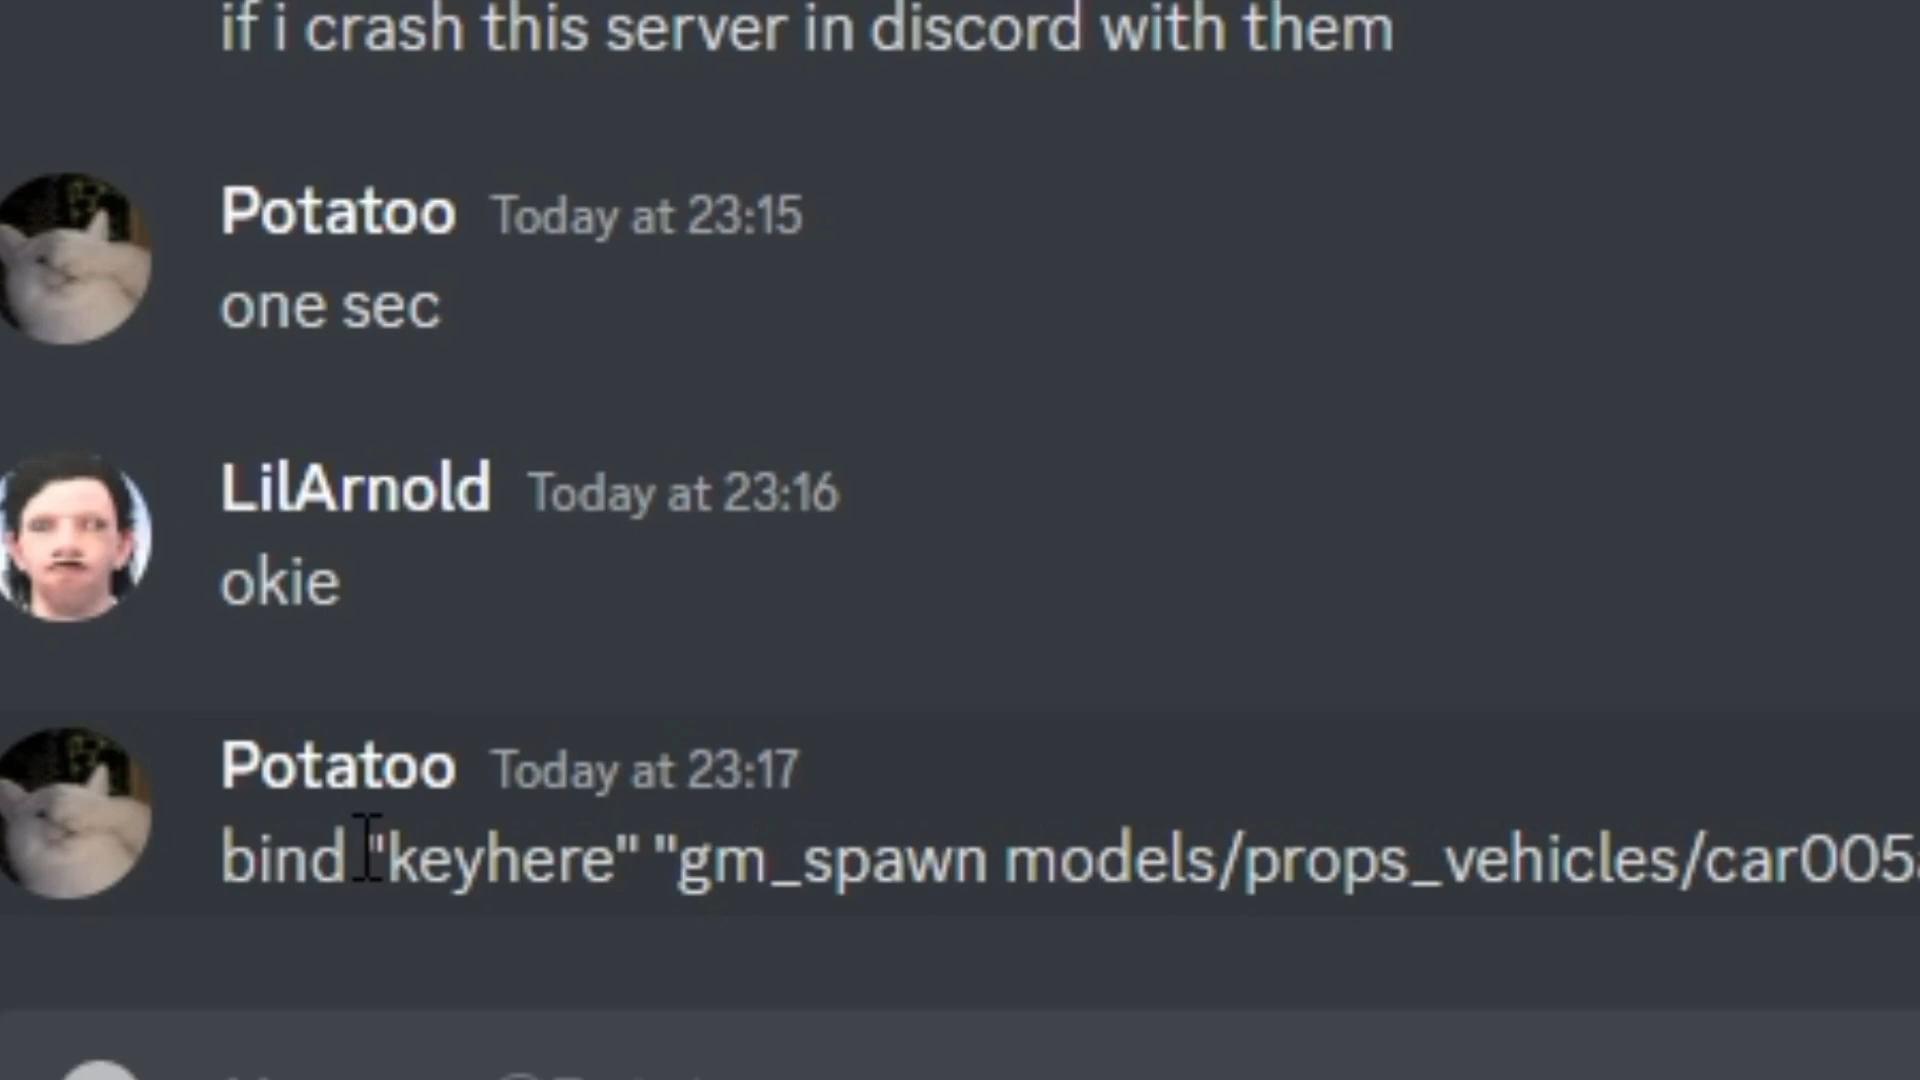 if i crash this server in discord with them
Potatoo Today at 23:15
one sec
LilArnold Today at 23:16
okie
Potatoo Today at 23:17
bind "keyhere" "gm_spawn models/props_vehicles/car005